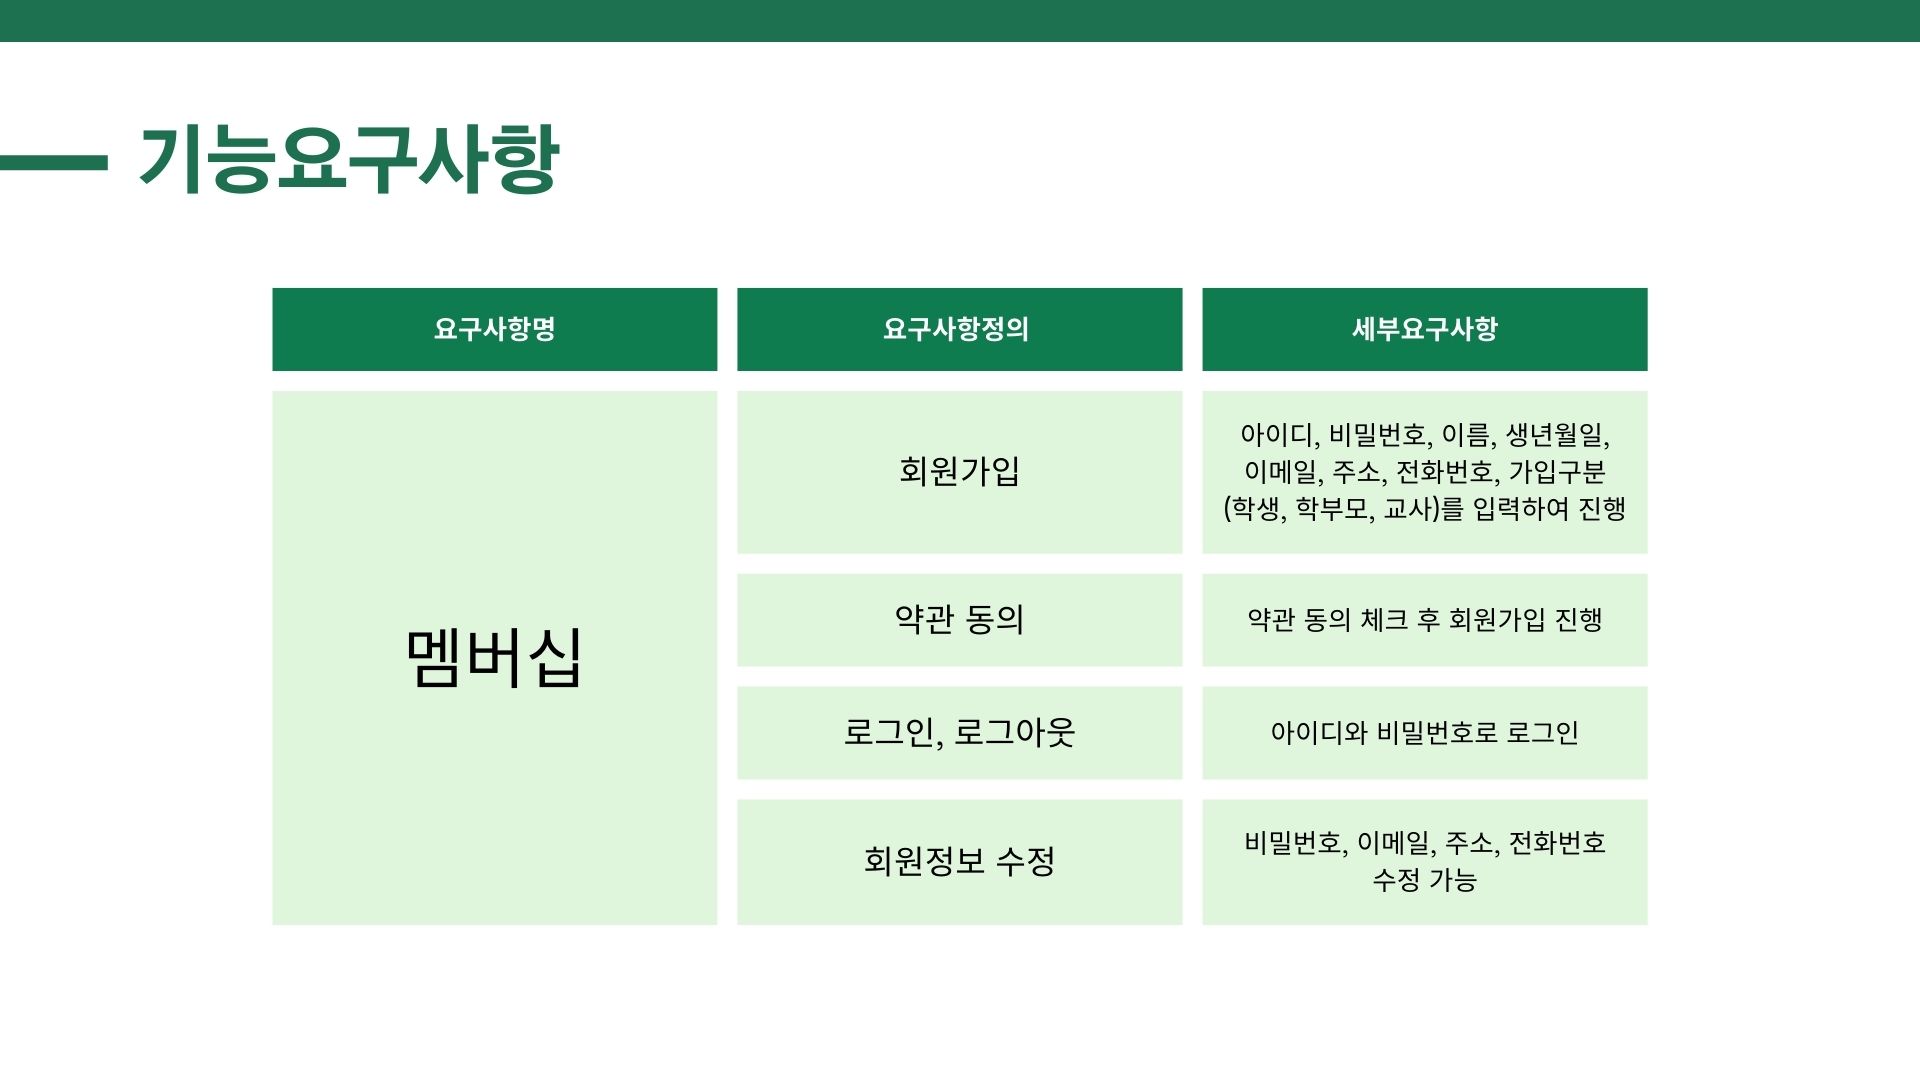 기능요구사항
요구사항명
요구사항정의
세부요구사항
멤버십
회원가입
아이디, 비밀번호, 이름, 생년월일,
이메일, 주소, 전화번호, 가입구분
(학생, 학부모, 교사)를 입력하여 진행
약관 동의
약관 동의 체크 후 회원가입 진행
로그인, 로그아웃
아이디와 비밀번호로 로그인
회원정보 수정
비밀번호, 이메일, 주소, 전화번호
수정 가능